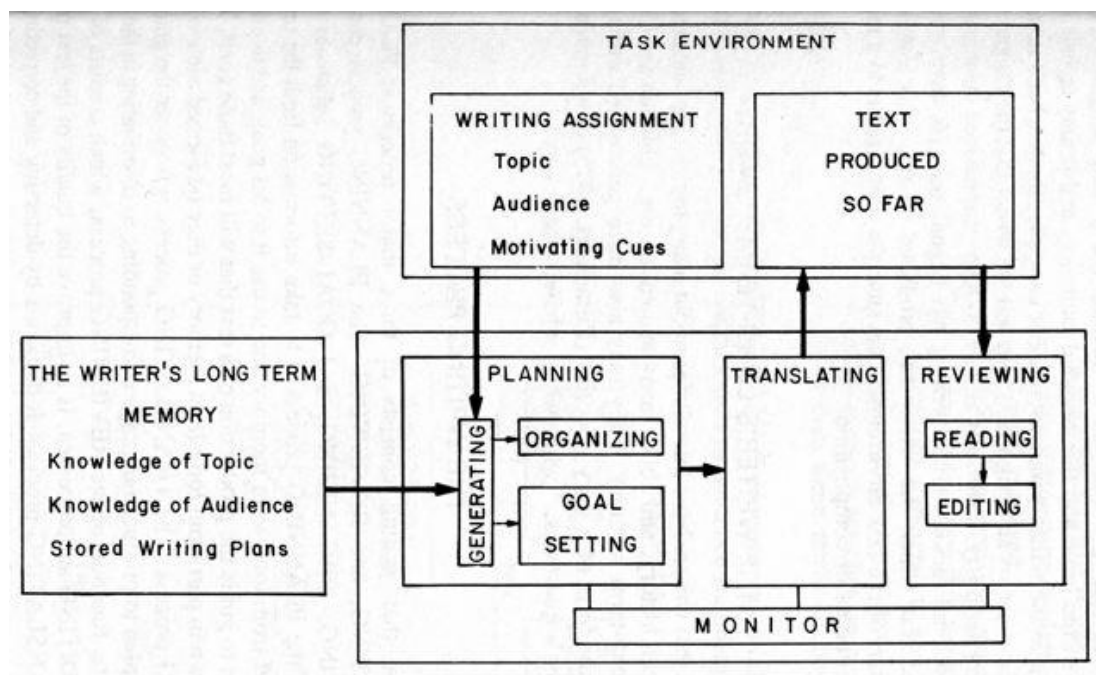 TASK ENVIRONMENT
WRITING ASSIGNMENT
Topic
Audience
Motivating Cues
TEXT
PRODUCED
SO FAR
THE WRITER'S LONG TERM
MEMORY
Knowledge of Topic
Knowledge of Audience
Stored Writing Plans
PLANNING
GENERATING
ORGANIZING
GOAL
SETTING
TRANSLATING
REVIEWING
READING
EDITING
MONITOR